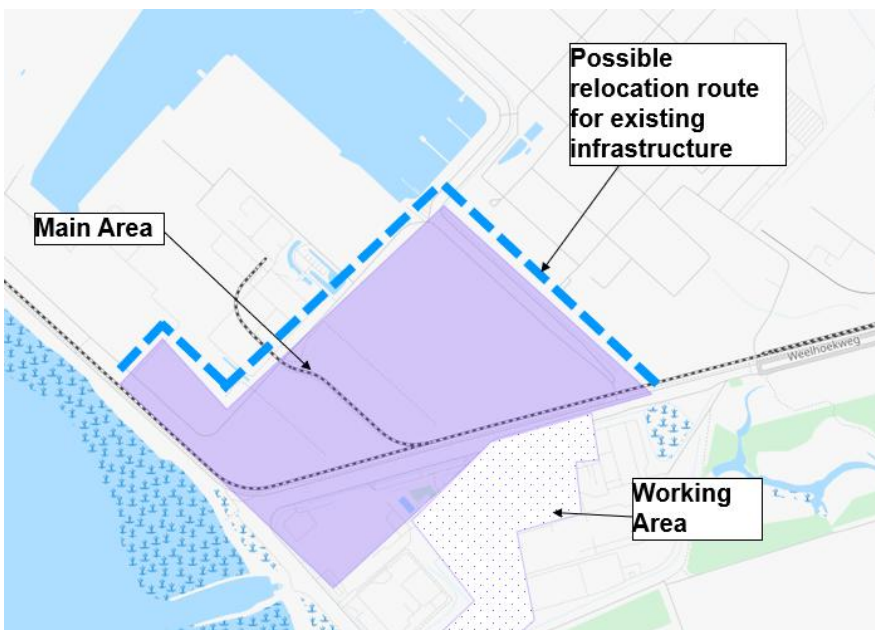 Possible
relocation route
for existing
infrastructure
Main Area
Weelhoekweg
Working
Area